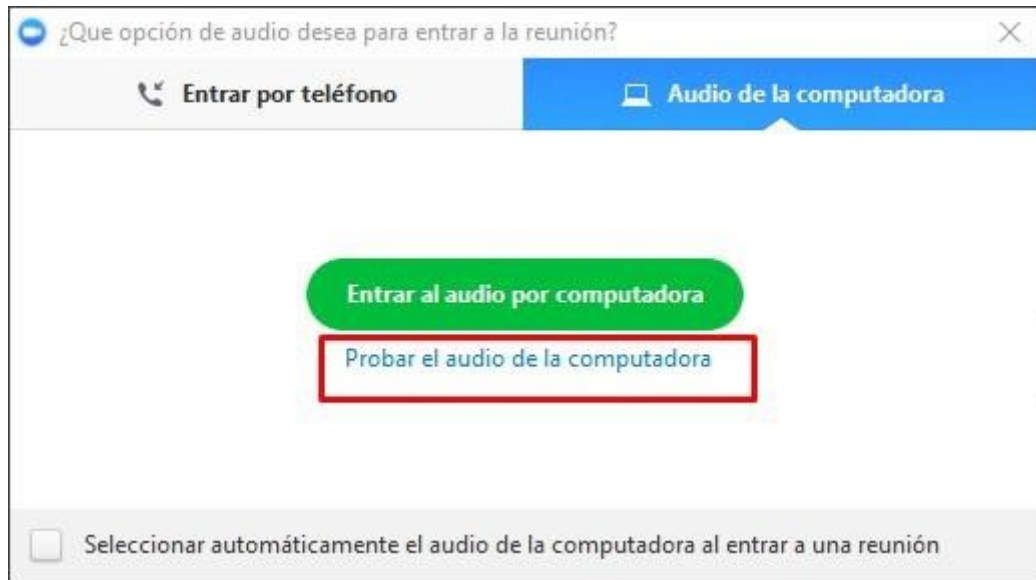 ¿Que opción de audio desea para entrar a la reunión?
Entrar por teléfono
Audio de la computadora
Entrar al audio por computadora
Probar el audio de la computadora
Seleccionar automáticamente el audio de la computadora al entrar a una reunión